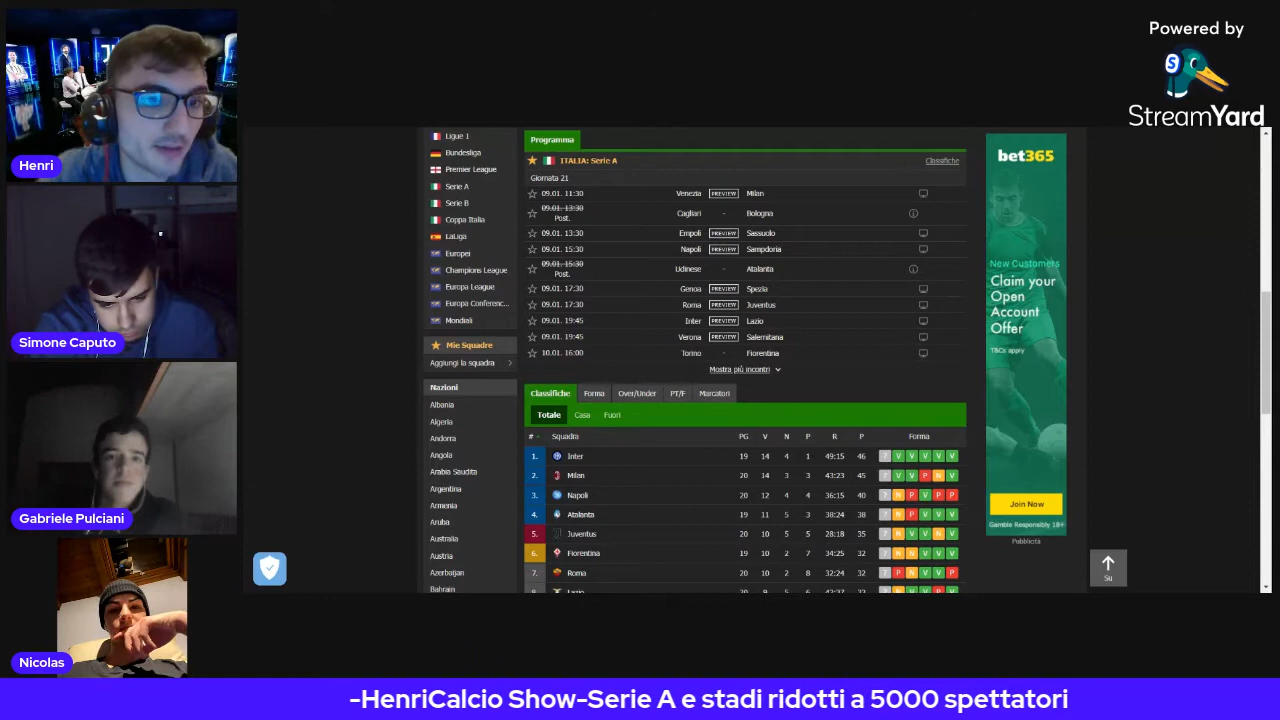 Powered by
StreamYard
Henri
Simone Caputo
Gabriele Pulciani
Nicolas
Ligue 1
Bundesliga
Premier League
Serie A
Serie B
Coppa Italia
LaLiga
Europei
Champions League
Europa League
Europa Conferenc...
Mondiali
Mie Squadre
Aggiungi la squadra
Nazioni
Albania
Algeria
Andorra
Angola
Arabia Saudita
Argentina
Armenia
Aruba
Australia
Austria
Azerbaijan
Bahrain
Programma
ITALIA: Serie A Classifiche
Giornata 21
09.01. 11:30 Venezia PREVIEW Milan
09.01. 13:30 Post. Cagliari - Bologna
09.01. 13:30 Empoli PREVIEW Sassuolo
09.01. 15:30 Napoli PREVIEW Sampdoria
09.01. 15:30 Post. Udinese - Atalanta
09.01. 17:30 Genoa PREVIEW Spezia
09.01. 17:30 Roma PREVIEW Juventus
09.01. 19:45 Inter PREVIEW Lazio
09.01. 19:45 Verona PREVIEW Salernitana
10.01. 16:00 Torino - Fiorentina
Mostra più incontri
Classifiche Forma Over/Under PT/F Marcatori
Totale Casa Fuori
# Squadra PG V N P R P Forma
1. Inter 19 14 4 1 49:15 46 ? V V V V V
2. Milan 20 14 3 3 43:23 45 ? V V P N V
3. Napoli 20 12 4 4 36:15 40 ? N P V P P
4. Atalanta 19 11 5 3 38:24 38 ? N P V V V
5. Juventus 20 10 5 5 28:18 35 ? N V V N V
6. Fiorentina 19 10 2 7 34:25 32 ? N N V V V
7. Roma 20 10 2 8 32:24 32 ? P N V V P
bet365
New Customers
Claim your
Open
Account
Offer
T&Cs apply
Join Now
Gamble Responsibly 18+
Pubblicità
Su
-HenriCalcio Show-Serie A e stadi ridotti a 5000 spettatori